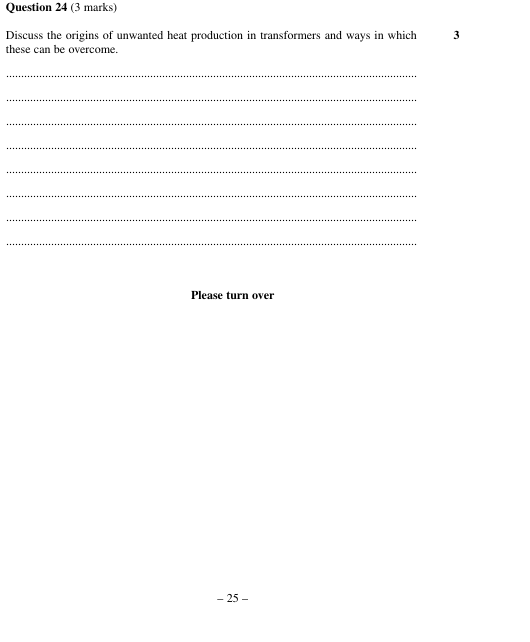 Question 24 (3 marks)
Discuss the origins of unwanted heat production in transformers and ways in which 3
these can be overcome.
..........................................................................................................................................
..........................................................................................................................................
..........................................................................................................................................
..........................................................................................................................................
..........................................................................................................................................
..........................................................................................................................................
..........................................................................................................................................
..........................................................................................................................................
Please turn over
– 25 –